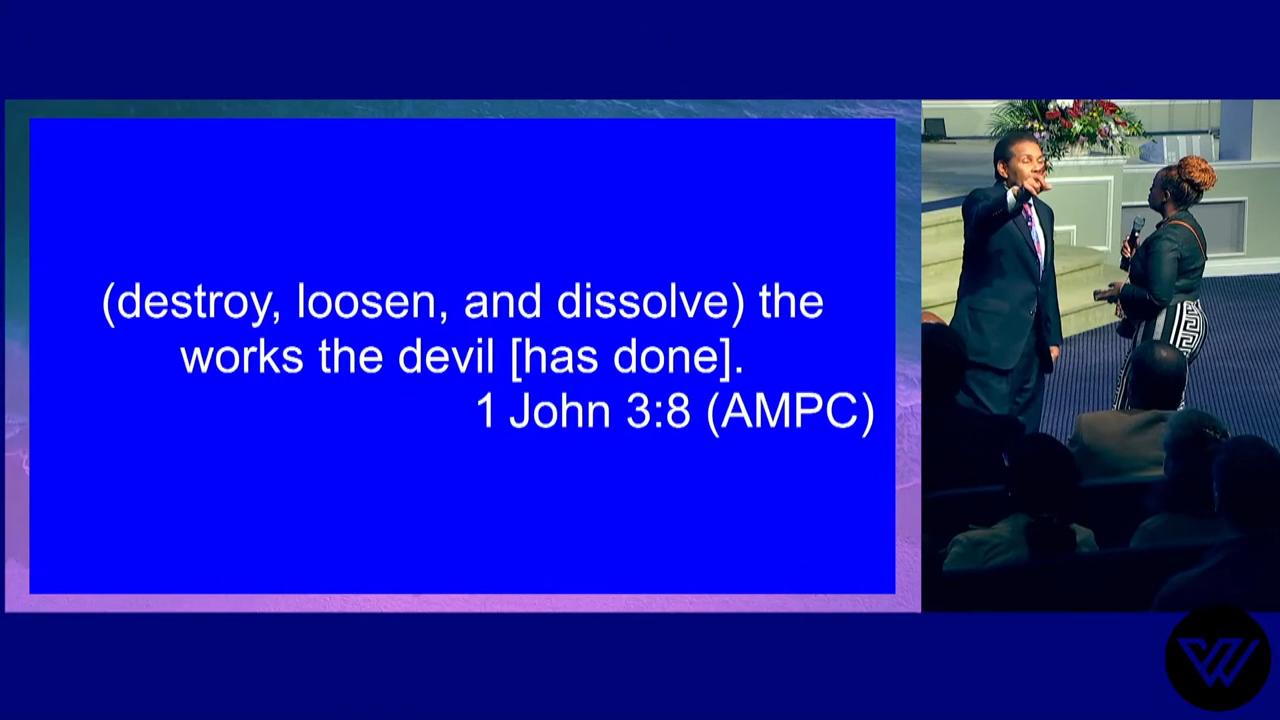 (destroy, loosen, and dissolve) the
works the devil [has done].
1 John 3:8 (AMPC)